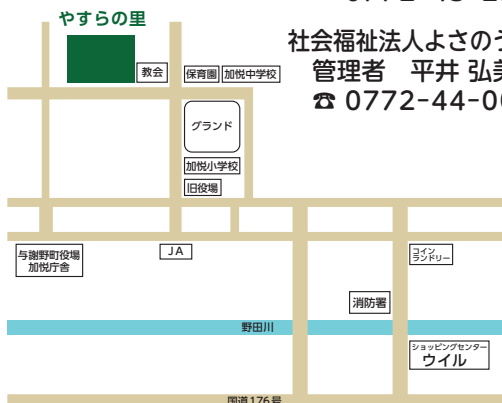 やすらの里
社会福祉法人よさの
管理者 平井 弘
☎ 0772-44-0
教会
保育園
加悦中学校
グランド
加悦小学校
旧役場
与謝野町役場
加悦庁舎
JA
コイン
ランドリー
消防署
野田川
ショッピングセンター
ウイル
国道176号